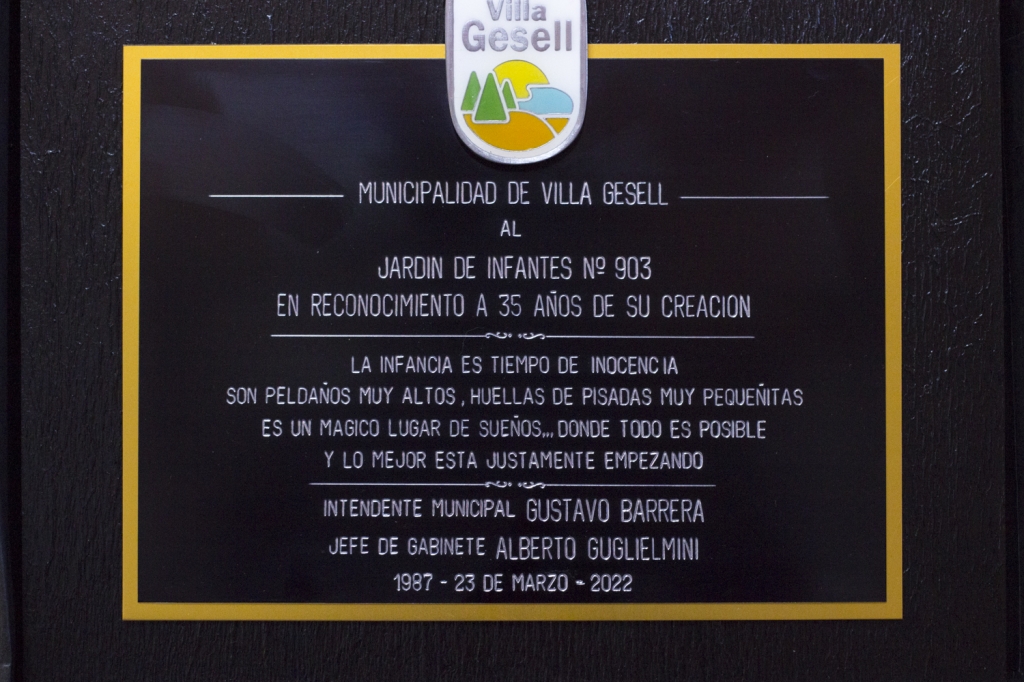 Villa
Gesell
MUNICIPALIDAD DE VILLA GESELL
AL
JARDIN DE INFANTES Nº 903
EN RECONOCIMIENTO A 35 AÑOS DE SU CREACION
LA INFANCIA ES TIEMPO DE INOCENCIA
SON PELDAÑOS MUY ALTOS, HUELLAS DE PISADAS MUY PEQUEÑITAS
ES UN MAGICO LUGAR DE SUEÑOS,,, DONDE TODO ES POSIBLE
Y LO MEJOR ESTA JUSTAMENTE EMPEZANDO
INTENDENTE MUNICIPAL GUSTAVO BARRERA
JEFE DE GABINETE ALBERTO GUGLIELMINI
1987 - 23 DE MARZO - 2022